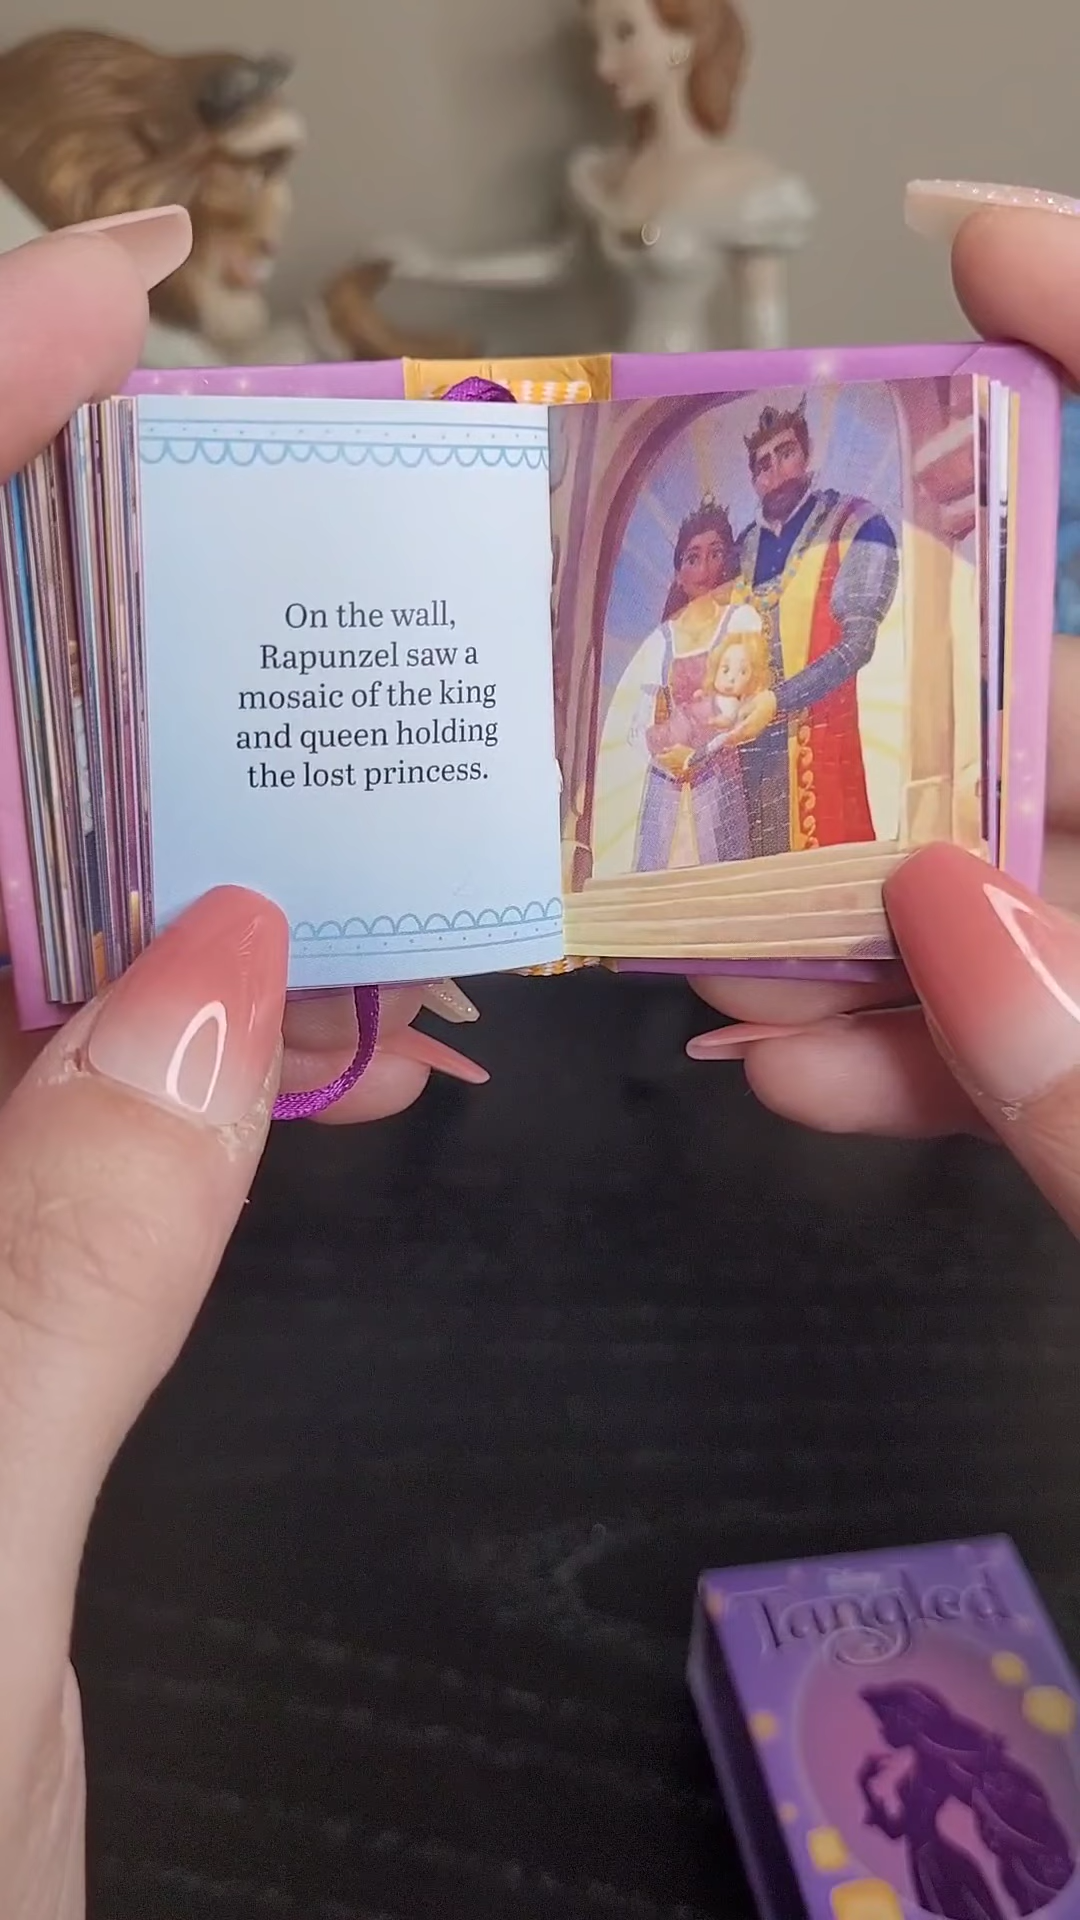 On the wall,
Rapunzel saw a
mosaic of the king
and queen holding
the lost princess.
Tangled